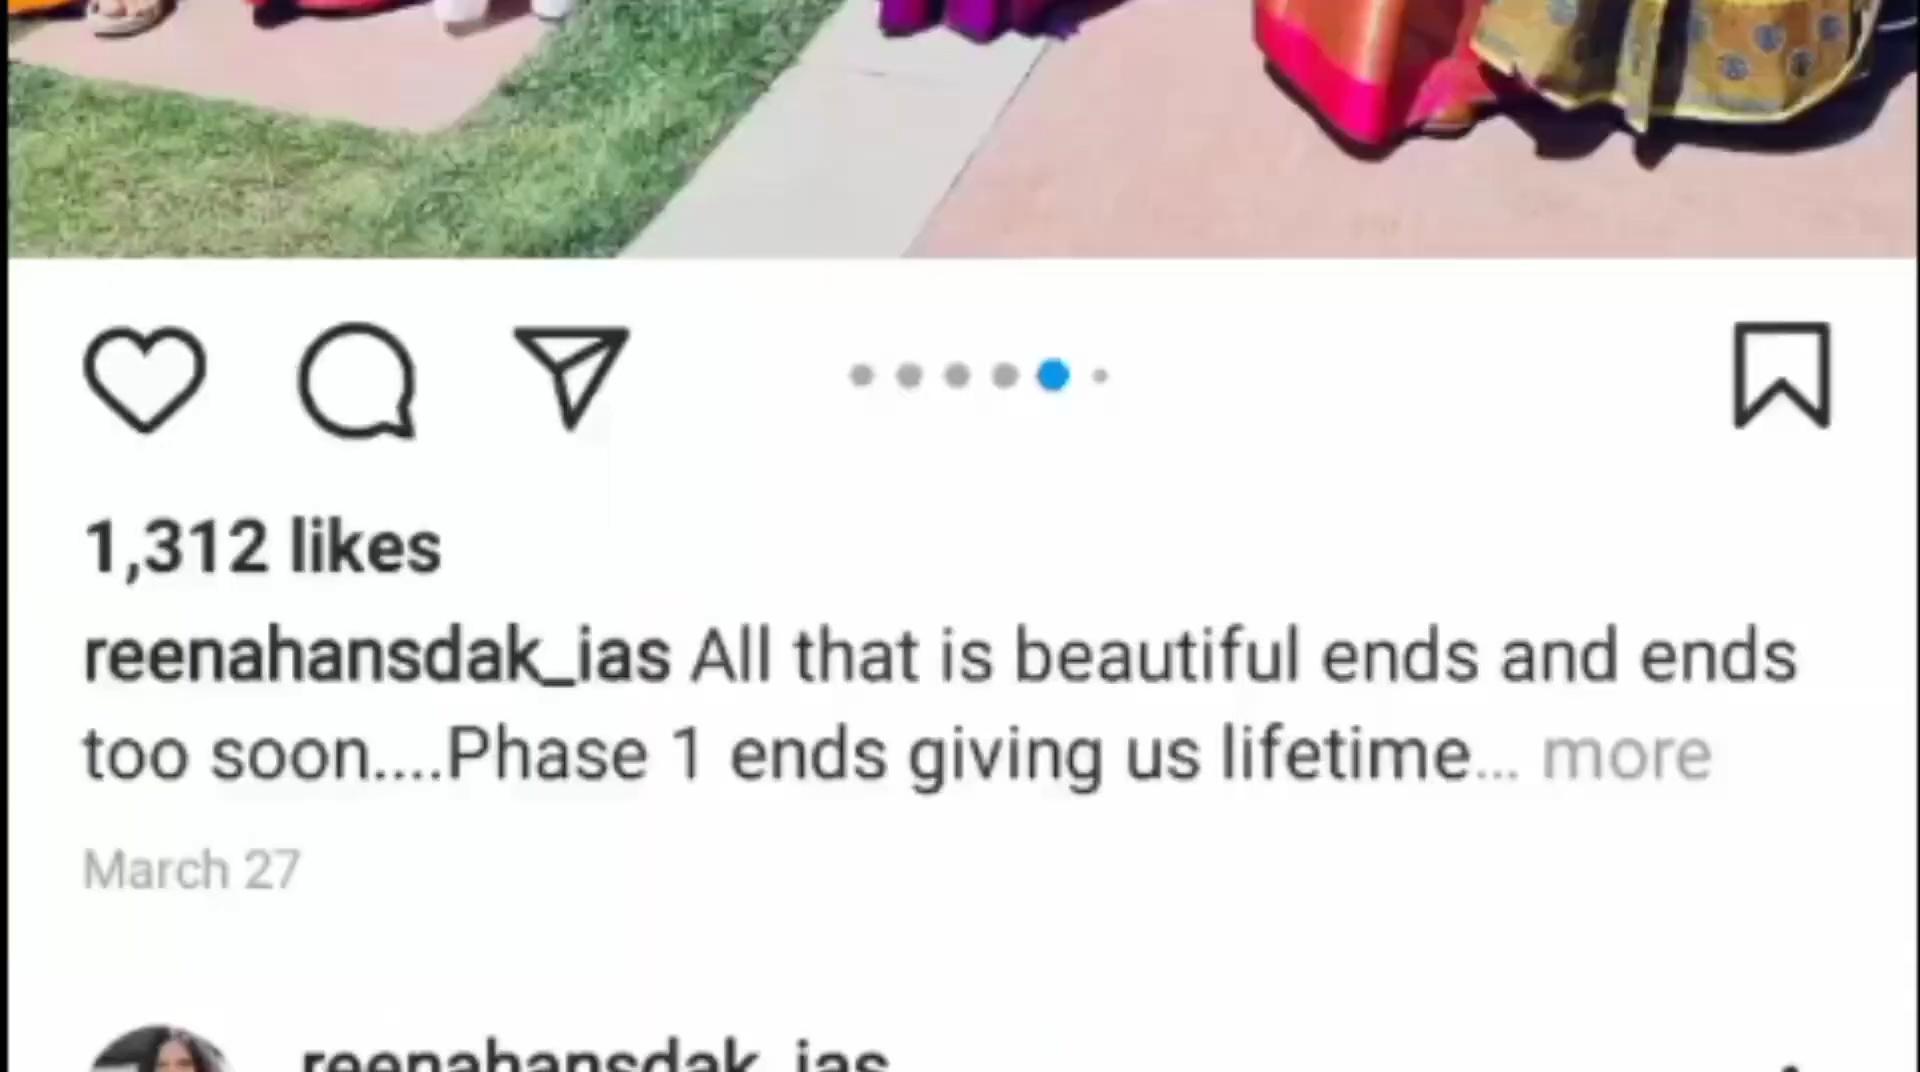 1,312 likes
reenahansdak_ias All that is beautiful ends and ends
too soon....Phase 1 ends giving us lifetime... more
March 27
reenahansdak_ias